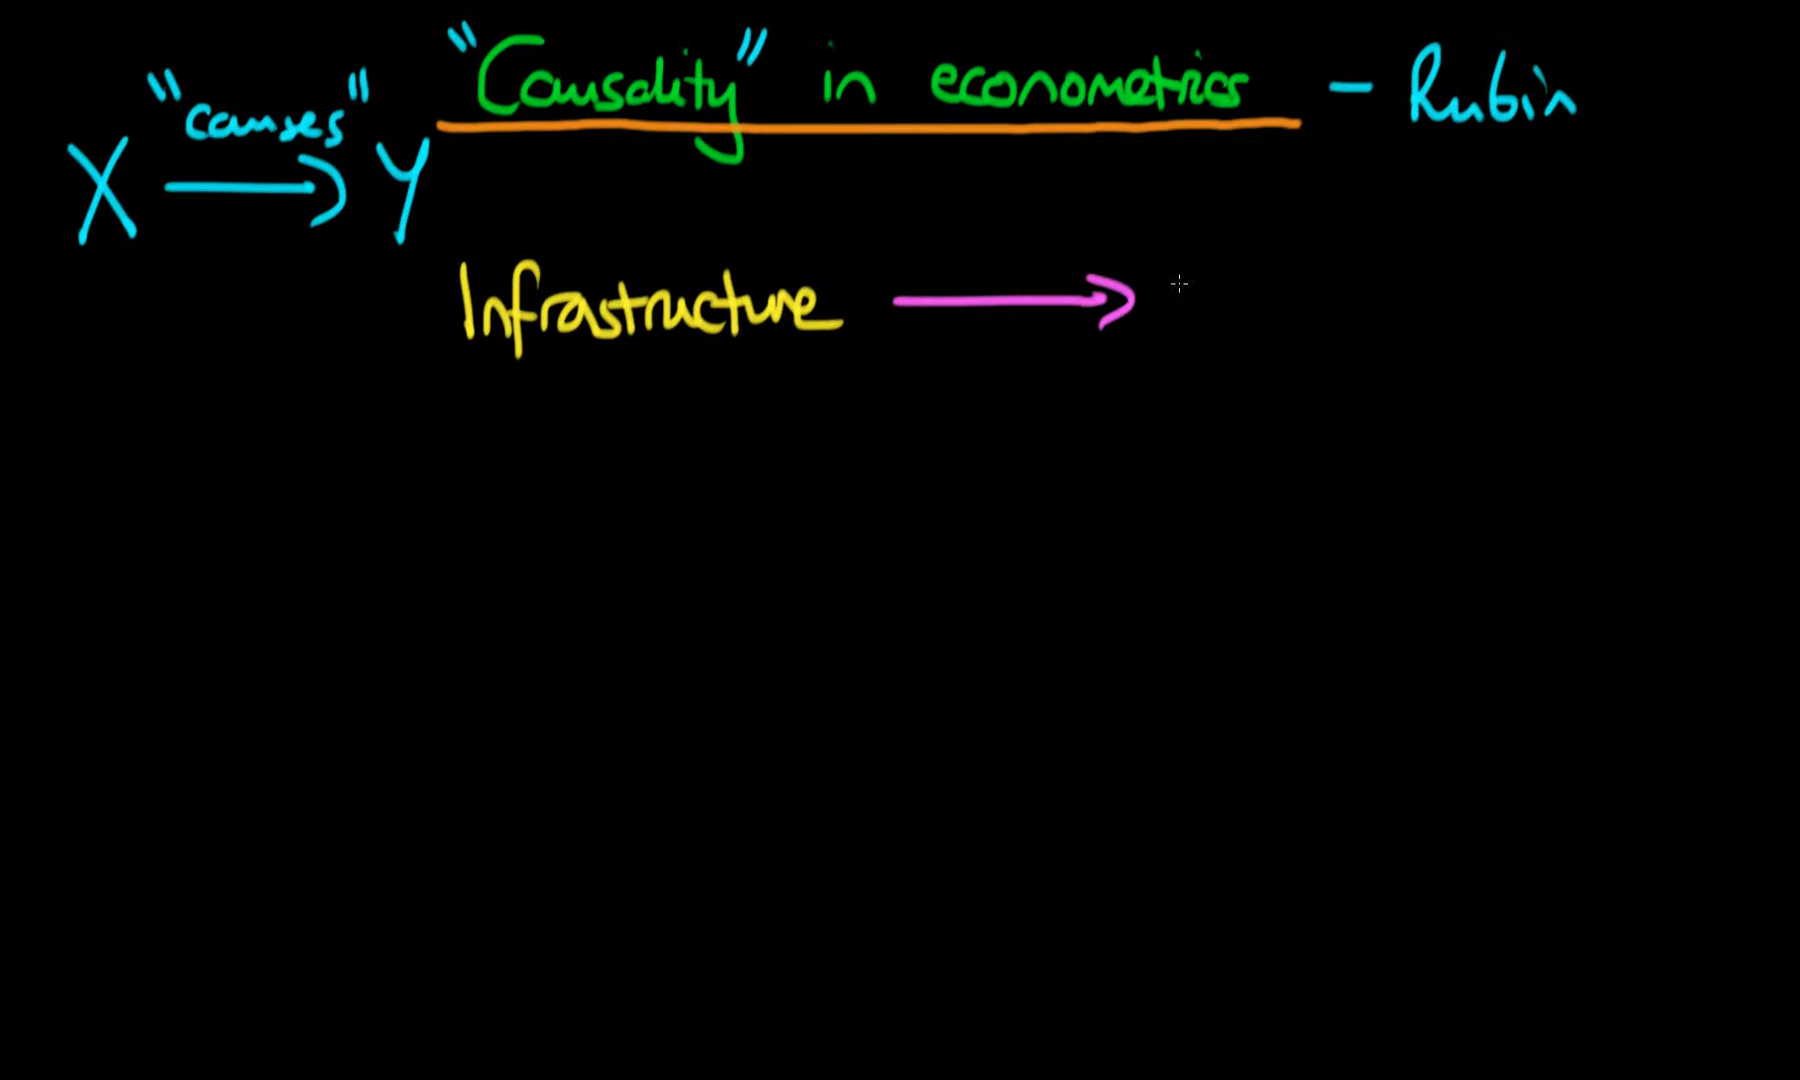 "Causality" in econometrics - Rubin
"causes"
X → Y
Infrastructure →